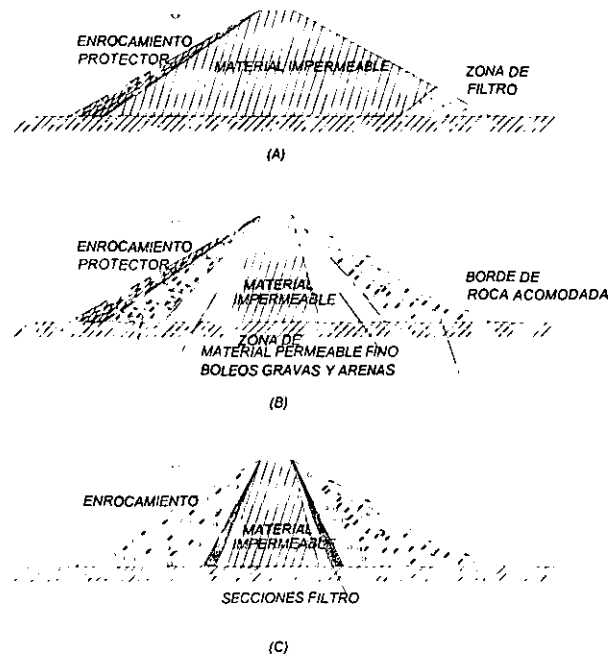 ENROCAMIENTO
PROTECTOR
MATERIAL IMPERMEABLE
ZONA DE
FILTRO
(A)
ENROCAMIENTO
PROTECTOR
MATERIAL
IMPERMEABLE
BORDE DE
ROCA ACOMODADA
ZONA DE
MATERIAL PERMEABLE FINO
BOLEOS GRAVAS Y ARENAS
(B)
ENROCAMIENTO
MATERIAL
IMPERMEABLE
SECCIONES FILTRO
(C)